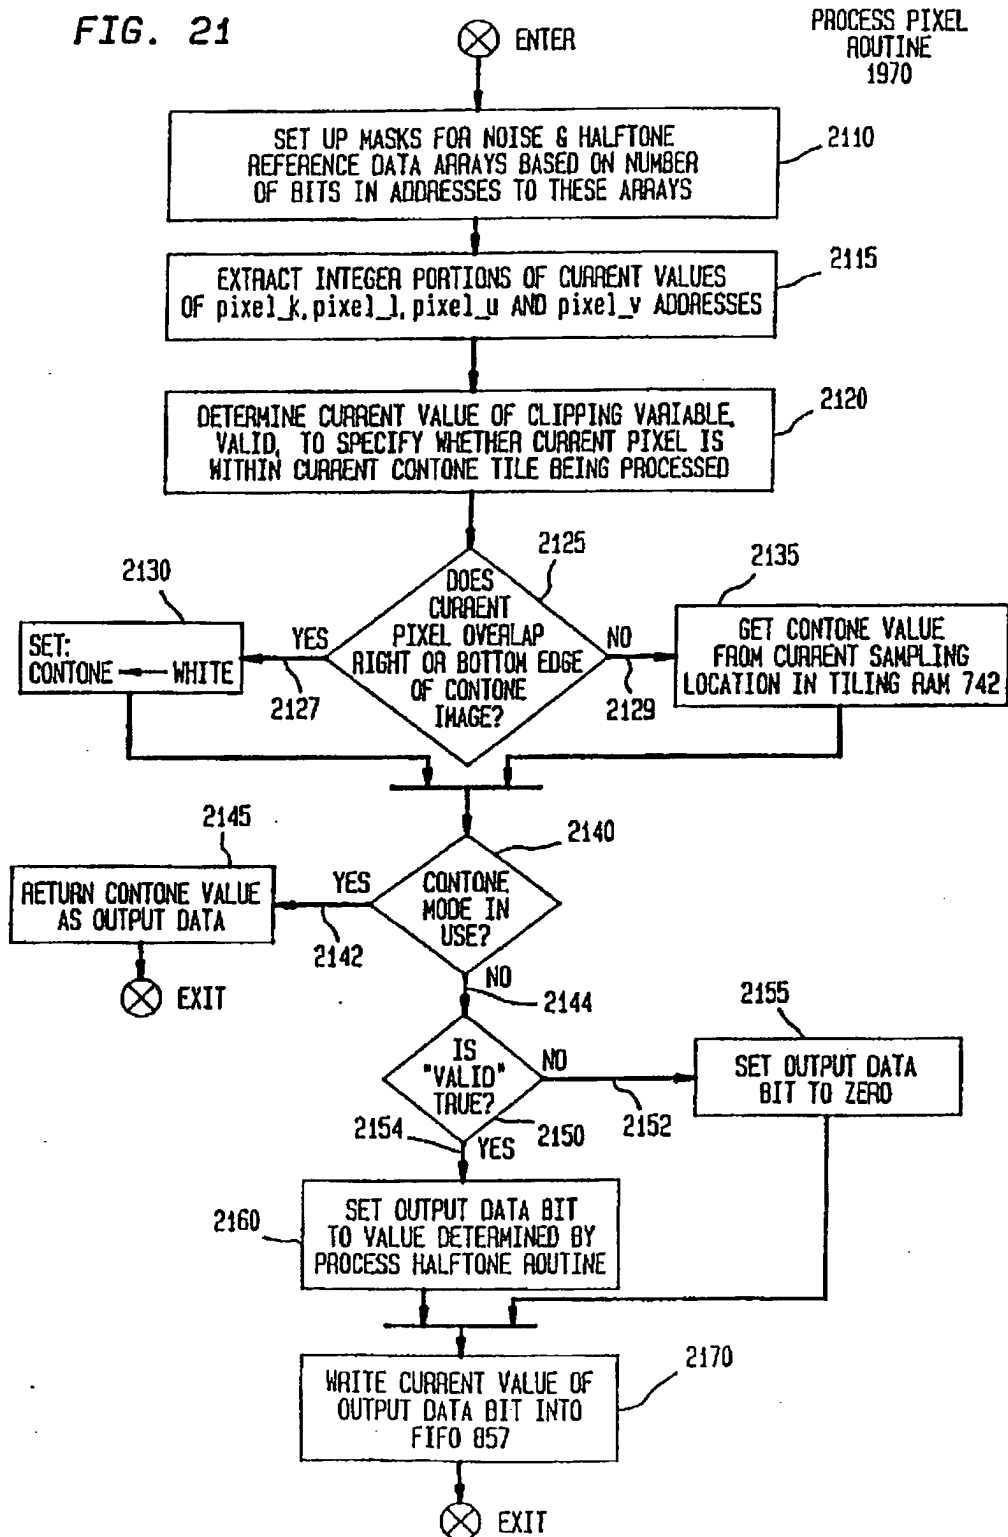 FIG. 21
ENTER
PROCESS PIXEL
ROUTINE
1970
SET UP MASKS FOR NOISE & HALFTONE
REFERENCE DATA ARRAYS BASED ON NUMBER
OF BITS IN ADDRESSES TO THESE ARRAYS
2110
EXTRACT INTEGER PORTIONS OF CURRENT VALUES
OF pixel_k, pixel_l, pixel_u AND pixel_v ADDRESSES
2115
DETERMINE CURRENT VALUE OF CLIPPING VARIABLE,
VALID, TO SPECIFY WHETHER CURRENT PIXEL IS
WITHIN CURRENT CONTONE TILE BEING PROCESSED
2120
DOES
CURRENT
PIXEL OVERLAP
RIGHT OR BOTTOM EDGE
OF CONTONE
IMAGE?
2125
YES
2127
2130
SET:
CONTONE ← WHITE
NO
2129
2135
GET CONTONE VALUE
FROM CURRENT SAMPLING
LOCATION IN TILING RAM 742
CONTONE
MODE IN
USE?
2140
YES
2142
2145
RETURN CONTONE VALUE
AS OUTPUT DATA
EXIT
NO
2144
IS
"VALID"
TRUE?
2150
NO
2152
2155
SET OUTPUT DATA
BIT TO ZERO
2154
YES
2160
SET OUTPUT DATA BIT
TO VALUE DETERMINED BY
PROCESS HALFTONE ROUTINE
2170
WRITE CURRENT VALUE OF
OUTPUT DATA BIT INTO
FIFO 857
EXIT